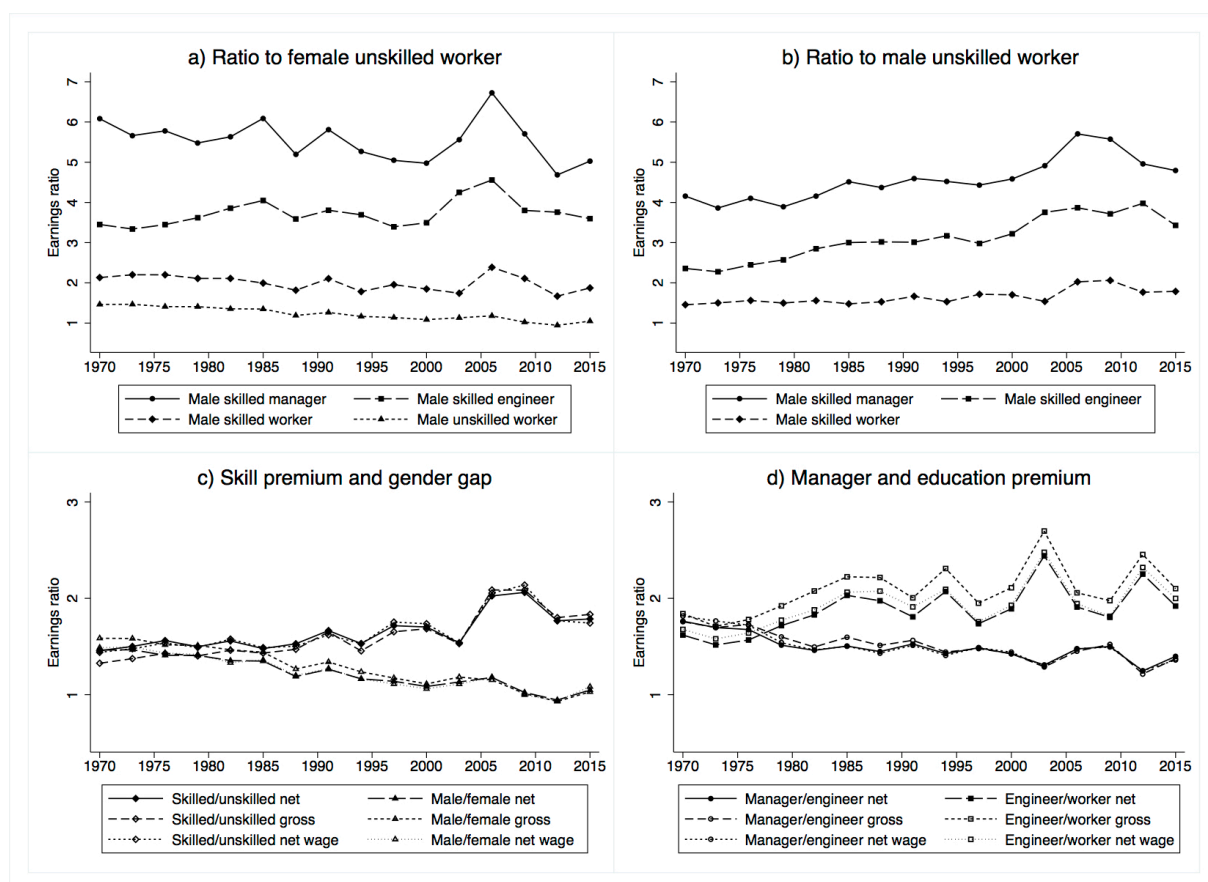 a) Ratio to female unskilled worker
Earnings ratio
7
6
5
4
3
2
1
1970 1975 1980 1985 1990 1995 2000 2005 2010 2015
Male skilled manager Male skilled engineer
Male skilled worker Male unskilled worker
b) Ratio to male unskilled worker
Earnings ratio
7
6
5
4
3
2
1
1970 1975 1980 1985 1990 1995 2000 2005 2010 2015
Male skilled manager Male skilled engineer
Male skilled worker
c) Skill premium and gender gap
Earnings ratio
3
2
1
1970 1975 1980 1985 1990 1995 2000 2005 2010 2015
Skilled/unskilled net Male/female net
Skilled/unskilled gross Male/female gross
Skilled/unskilled net wage Male/female net wage
d) Manager and education premium
Earnings ratio
3
2
1
1970 1975 1980 1985 1990 1995 2000 2005 2010 2015
Manager/engineer net Engineer/worker net
Manager/engineer gross Engineer/worker gross
Manager/engineer net wage Engineer/worker net wage